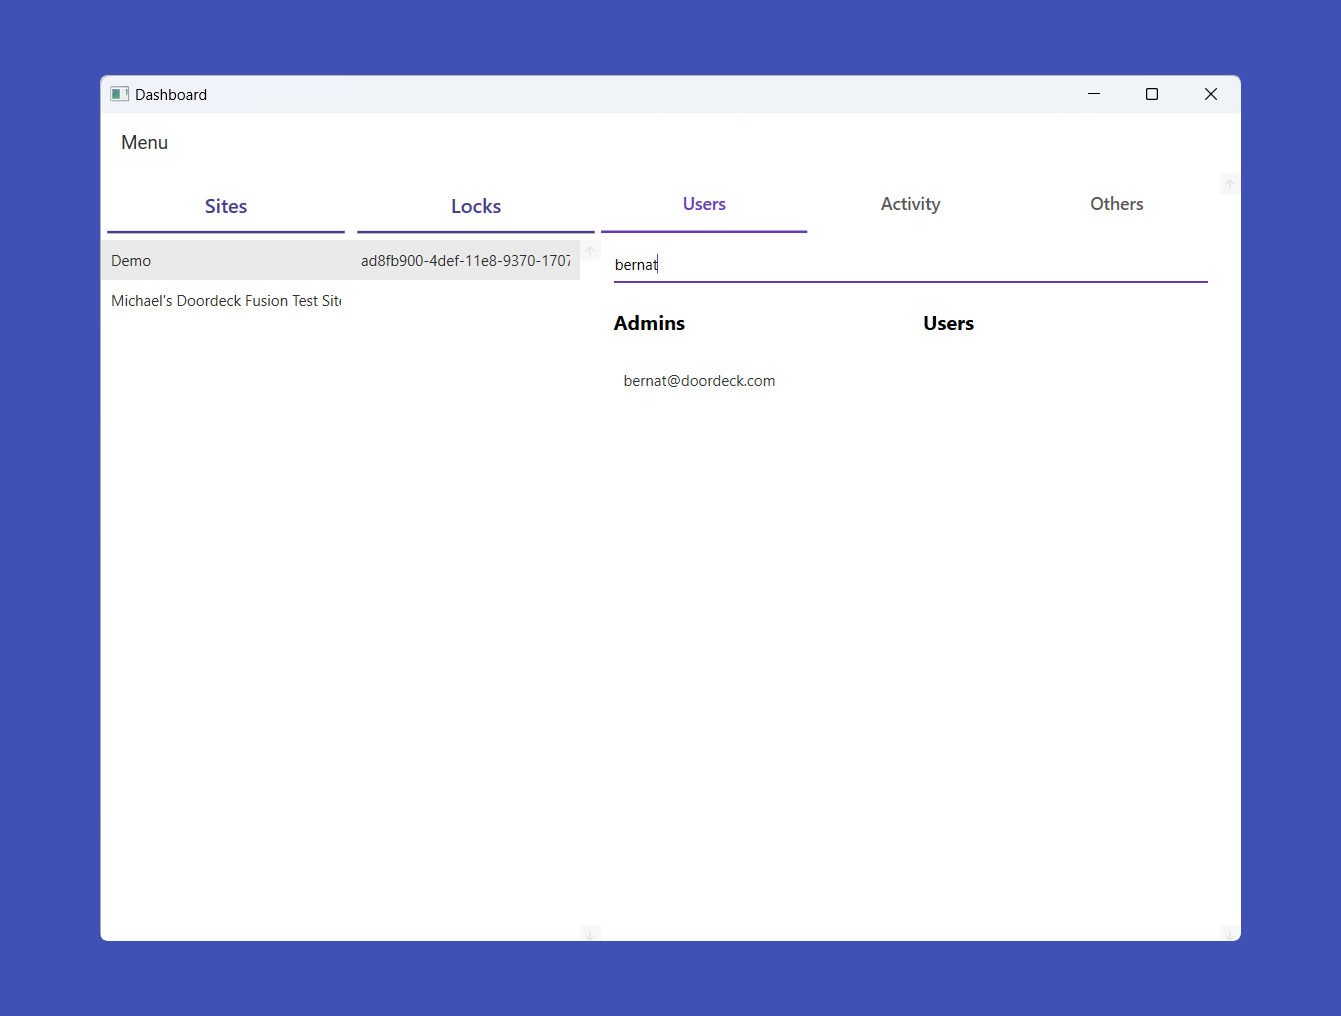 Dashboard
Menu
Sites
Locks
Users
Activity
Others
Demo
ad8fb900-4def-11e8-9370-1707
Michael's Doordeck Fusion Test Site
bernat
Admins
Users
bernat@doordeck.com